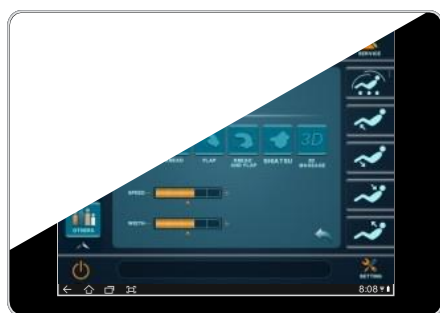 SERVICE
3D
FLAP
KNEAD
AND FLAP
SHIATSU
3D
MASSAGE
SPEED
WIDTH
OTHERS
SETTING
8:08